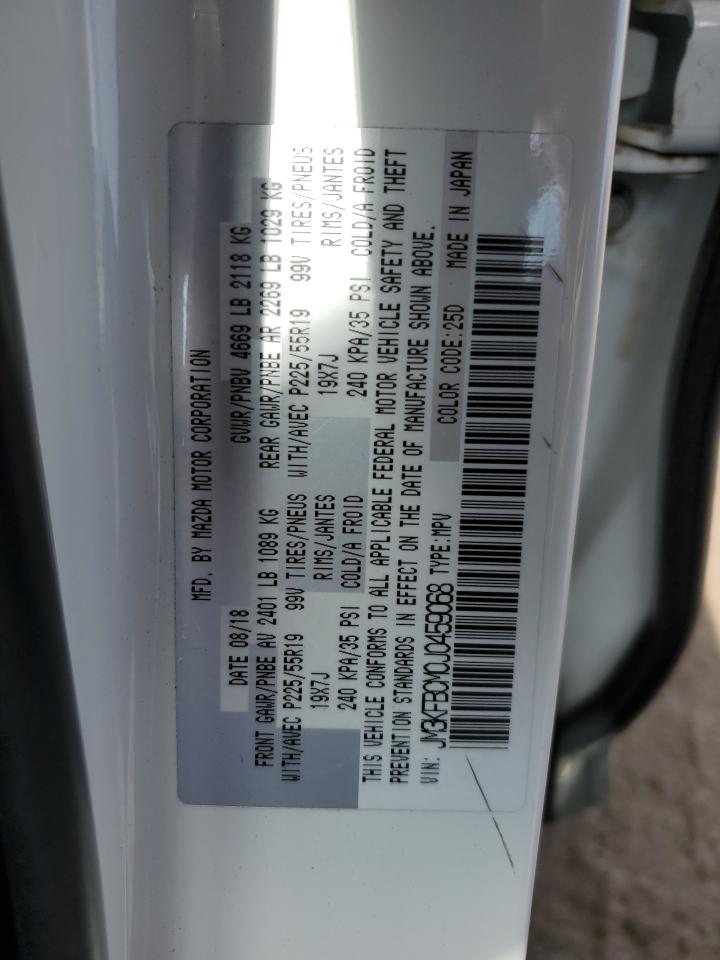 MFD. BY MAZDA MOTOR CORPORATION
DATE 08/18 GVWR/PNBV 4669 LB 2118 KG
FRONT GAWR/PNBE AV 2401 LB 1089 KG REAR GAWR/PNBE AR 2269 LB 1029 KG
WITH/AVEC P225/55R19 99V TIRES/PNEUS WITH/AVEC P225/55R19 99V TIRES/PNEUS
19X7J RIMS/JANTES 19X7J RIMS/JANTES
240 KPA/35 PSI COLD/A FROID 240 KPA/35 PSI COLD/A FROID
THIS VEHICLE CONFORMS TO ALL APPLICABLE FEDERAL MOTOR VEHICLE SAFETY AND THEFT
PREVENTION STANDARDS IN EFFECT ON THE DATE OF MANUFACTURE SHOWN ABOVE.
VIN: JM3KFBCM0J0459068 TYPE:MPV COLOR CODE:25D MADE IN JAPAN